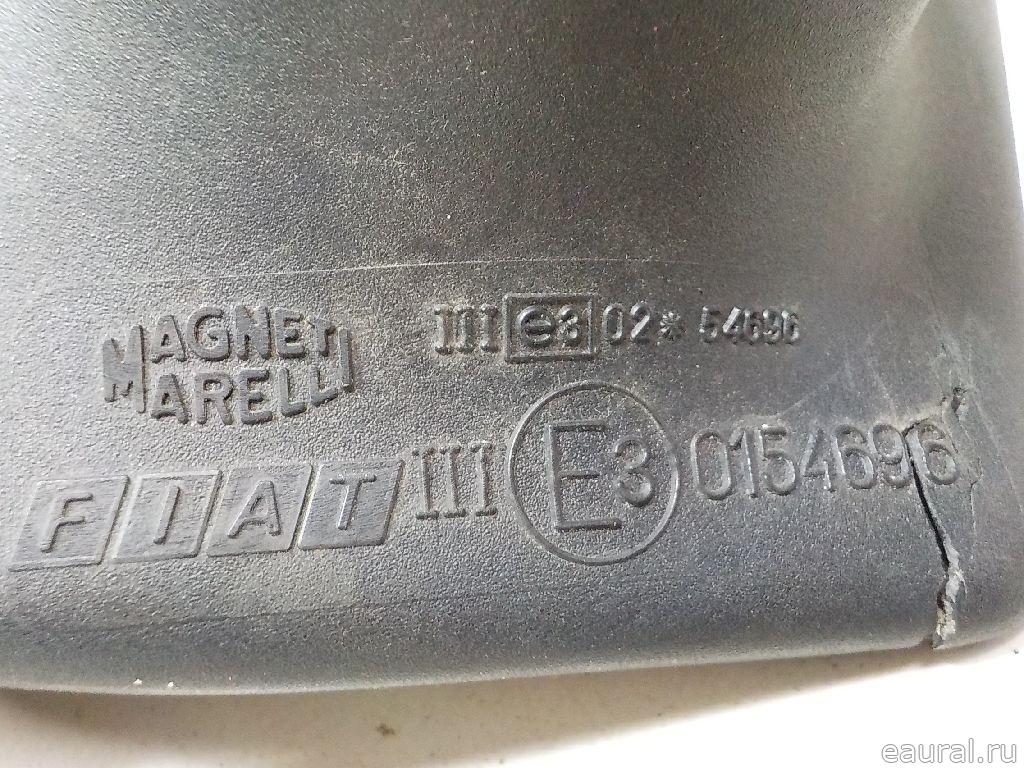 MAGNETI
MARELLI
III e3 02* 54696
FIAT
III E3 0154696
eaural.ru